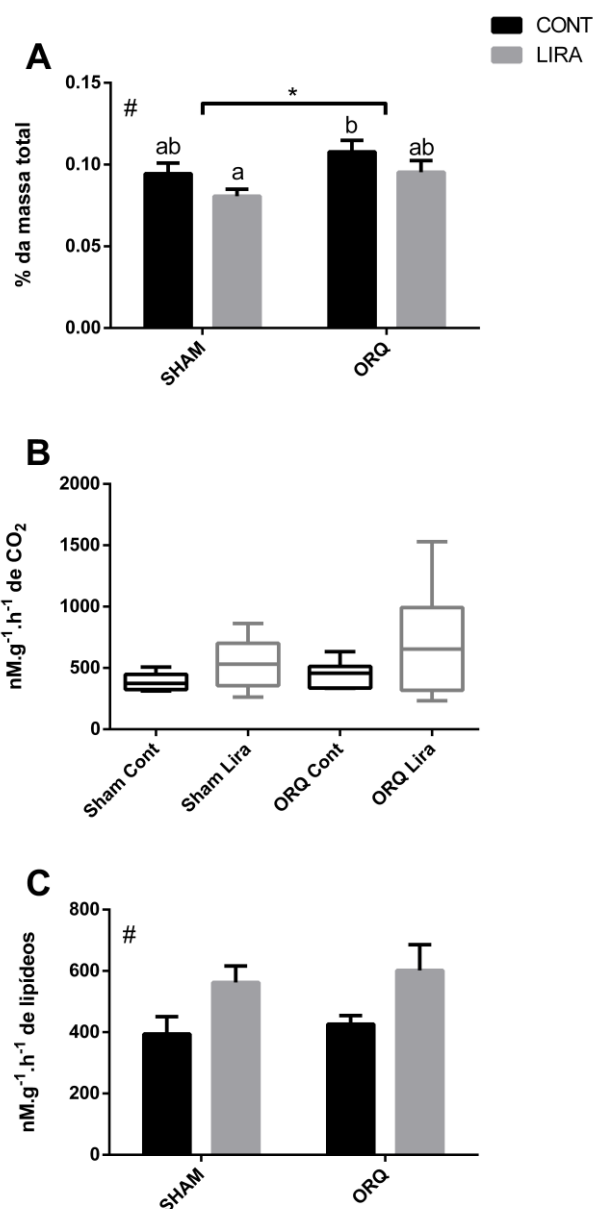 CONT
LIRA
A
% da massa total
0.15
0.10
0.05
0.00
#
*
ab
a
b
ab
SHAM
ORQ
B
nM.g⁻¹.h⁻¹ de CO₂
2000
1500
1000
500
0
Sham Cont
Sham Lira
ORQ Cont
ORQ Lira
C
nM.g⁻¹.h⁻¹ de lipídeos
800
600
400
200
0
#
SHAM
ORQ